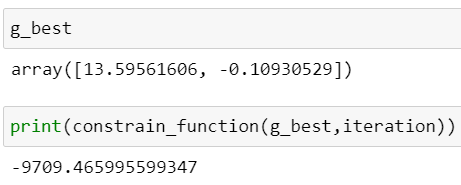 g_best
array([13.59561606, -0.10930529])
print(constrain_function(g_best,iteration))
-9709.465995599347